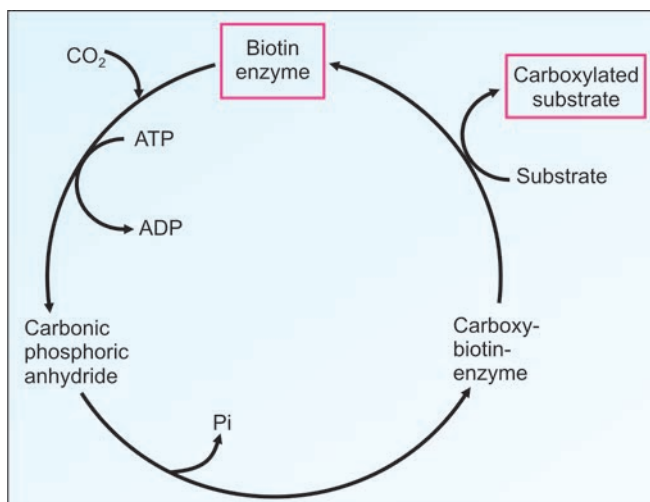 CO2
Biotin
enzyme
Carboxylated
substrate
ATP
Substrate
ADP
Carbonic
phosphoric
anhydride
Carboxy-
biotin-
enzyme
Pi